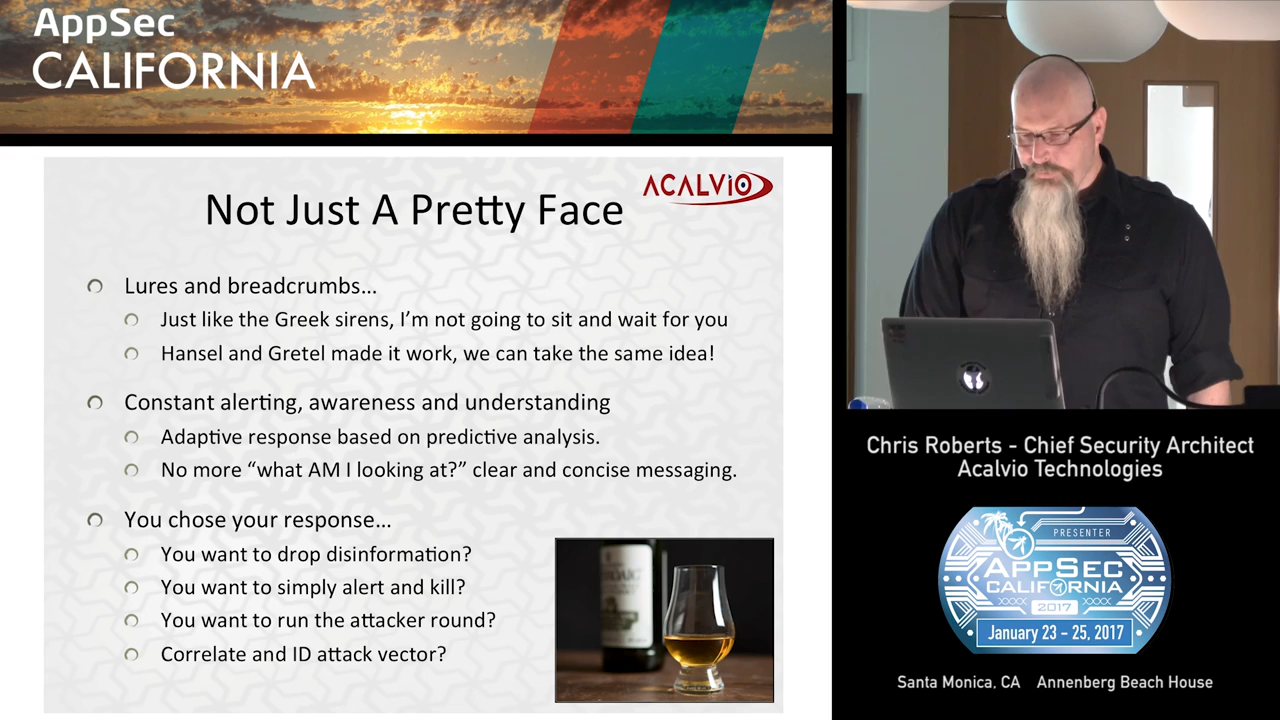 AppSec
CALIFORNIA
ACALVIO
Not Just A Pretty Face
Lures and breadcrumbs…
Just like the Greek sirens, I’m not going to sit and wait for you
Hansel and Gretel made it work, we can take the same idea!
Constant alerting, awareness and understanding
Adaptive response based on predictive analysis.
No more “what AM I looking at?” clear and concise messaging.
You chose your response…
You want to drop disinformation?
You want to simply alert and kill?
You want to run the attacker round?
Correlate and ID attack vector?
Chris Roberts - Chief Security Architect
Acalvio Technologies
PRESENTER
APPSEC
CALIFORNIA
2017
January 23 - 25, 2017
Santa Monica, CA Annenberg Beach House